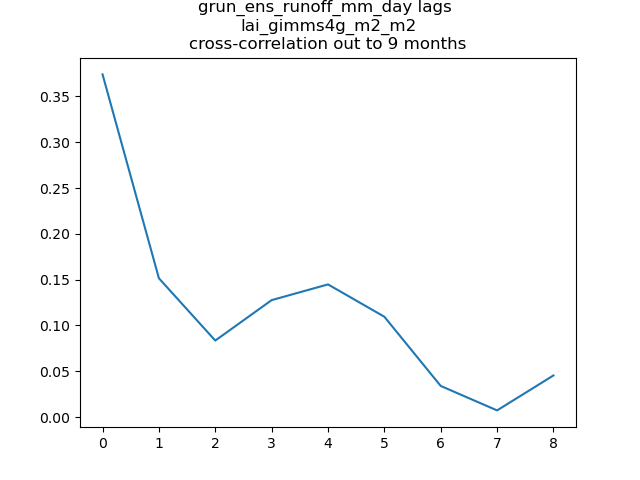 grun_ens_runoff_mm_day lags
lai_gimms4g_m2_m2
cross-correlation out to 9 months
0.35
0.30
0.25
0.20
0.15
0.10
0.05
0.00
0 1 2 3 4 5 6 7 8